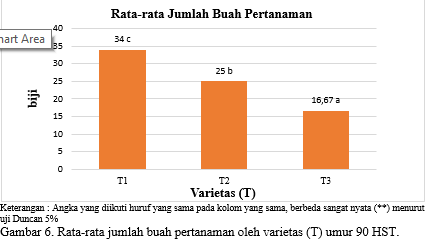 Rata-rata Jumlah Buah Pertanaman
hart Area
40
35
30
25
20
15
10
5
0
biji
34 c
25 b
16,67 a
T1
T2
T3
Varietas (T)
Keterangan : Angka yang diikuti huruf yang sama pada kolom yang sama, berbeda sangat nyata (**) menurut
uji Duncan 5%
Gambar 6. Rata-rata jumlah buah pertanaman oleh varietas (T) umur 90 HST.